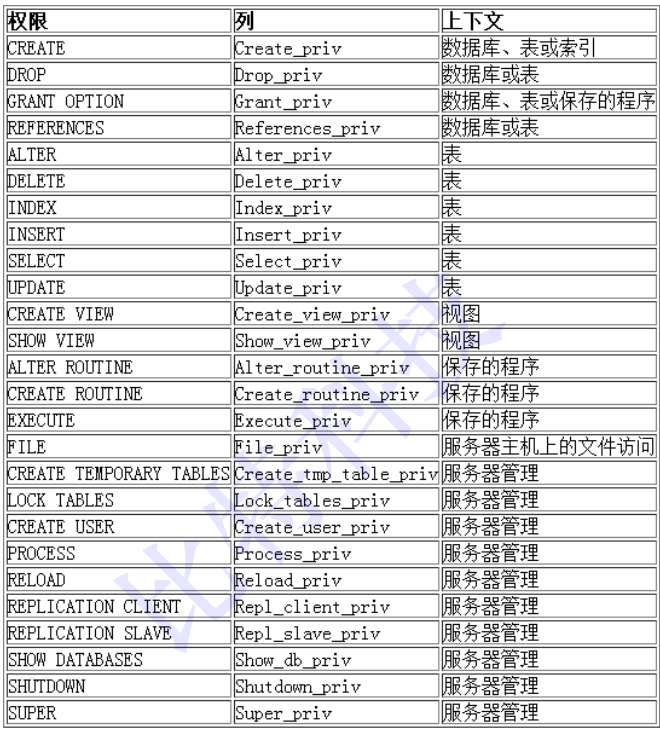 权限 列 上下文
CREATE Create_priv 数据库、表或索引
DROP Drop_priv 数据库或表
GRANT OPTION Grant_priv 数据库、表或保存的程序
REFERENCES References_priv 数据库或表
ALTER Alter_priv 表
DELETE Delete_priv 表
INDEX Index_priv 表
INSERT Insert_priv 表
SELECT Select_priv 表
UPDATE Update_priv 表
CREATE VIEW Create_view_priv 视图
SHOW VIEW Show_view_priv 视图
ALTER ROUTINE Alter_routine_priv 保存的程序
CREATE ROUTINE Create_routine_priv 保存的程序
EXECUTE Execute_priv 保存的程序
FILE File_priv 服务器主机上的文件访问
CREATE TEMPORARY TABLES Create_tmp_table_priv 服务器管理
LOCK TABLES Lock_tables_priv 服务器管理
CREATE USER Create_user_priv 服务器管理
PROCESS Process_priv 服务器管理
RELOAD Reload_priv 服务器管理
REPLICATION CLIENT Repl_client_priv 服务器管理
REPLICATION SLAVE Repl_slave_priv 服务器管理
SHOW DATABASES Show_db_priv 服务器管理
SHUTDOWN Shutdown_priv 服务器管理
SUPER Super_priv 服务器管理
比特科技